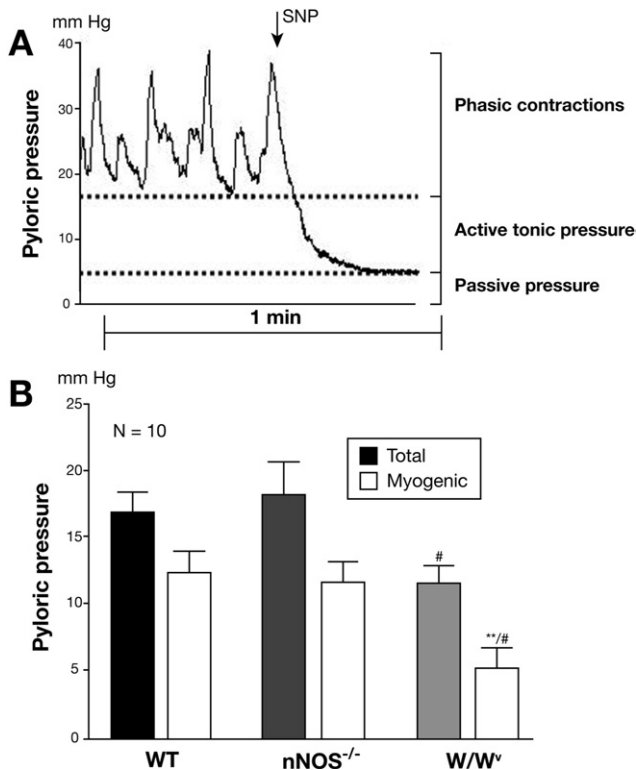 A
mm Hg
SNP
40
30
20
10
0
Pyloric pressure
Phasic contractions
Active tonic pressure
Passive pressure
1 min
B
mm Hg
25
20
15
10
5
0
Pyloric pressure
N = 10
Total
Myogenic
#
**/#
WT
nNOS⁻/⁻
W/Wᵛ